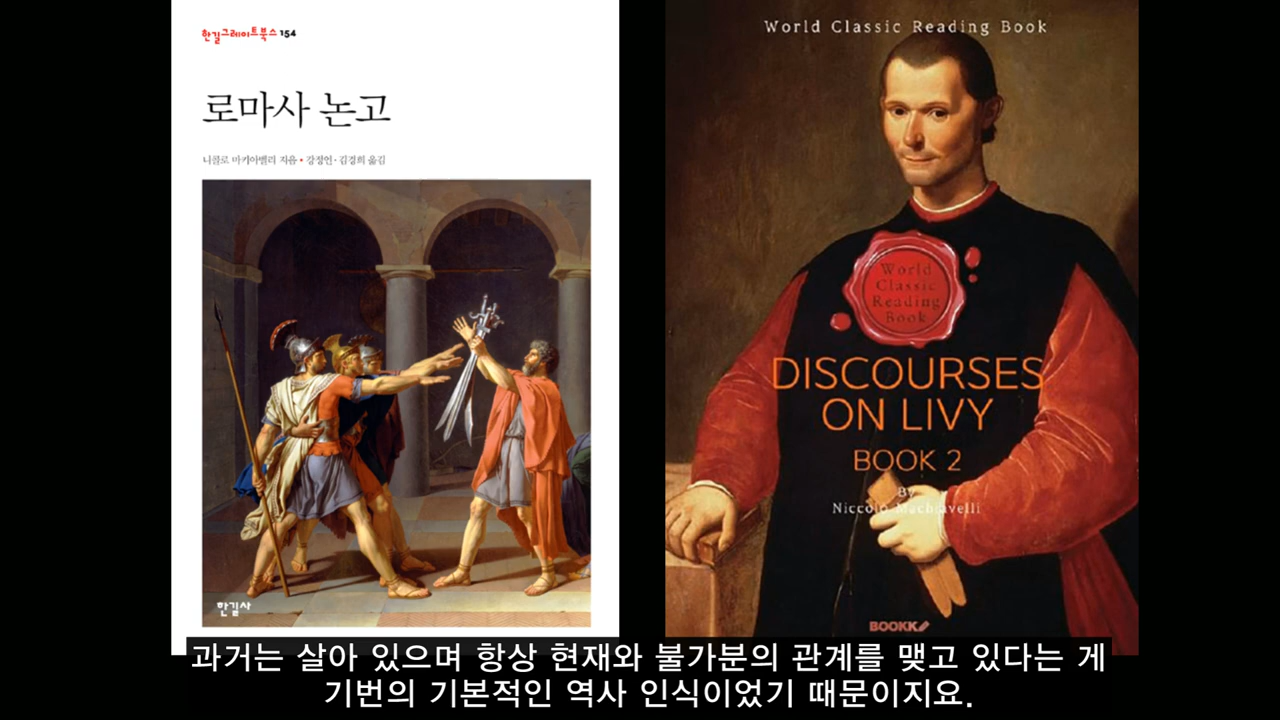 한길그레이트북스 154
로마사 논고
니콜로 마키아벨리 지음 • 강정인·김경희 옮김
한길사
World Classic Reading Book
World
Classic
Reading
Book
DISCOURSES
ON LIVY
BOOK 2
By
Niccolo Machiavelli
BOOKK
과거는 살아 있으며 항상 현재와 불가분의 관계를 맺고 있다는 게
기번의 기본적인 역사 인식이었기 때문이지요.